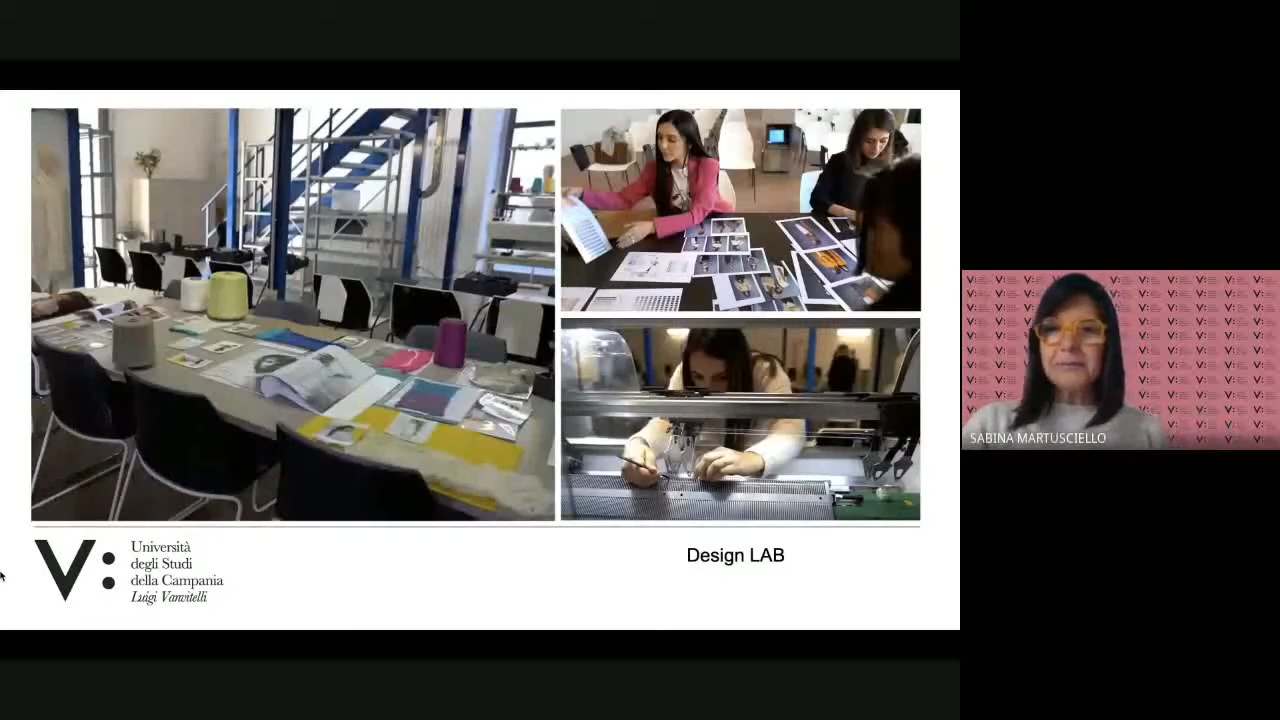 V:
Università
degli Studi
della Campania
Luigi Vanvitelli
Design LAB
SABINA MARTUSCIELLO